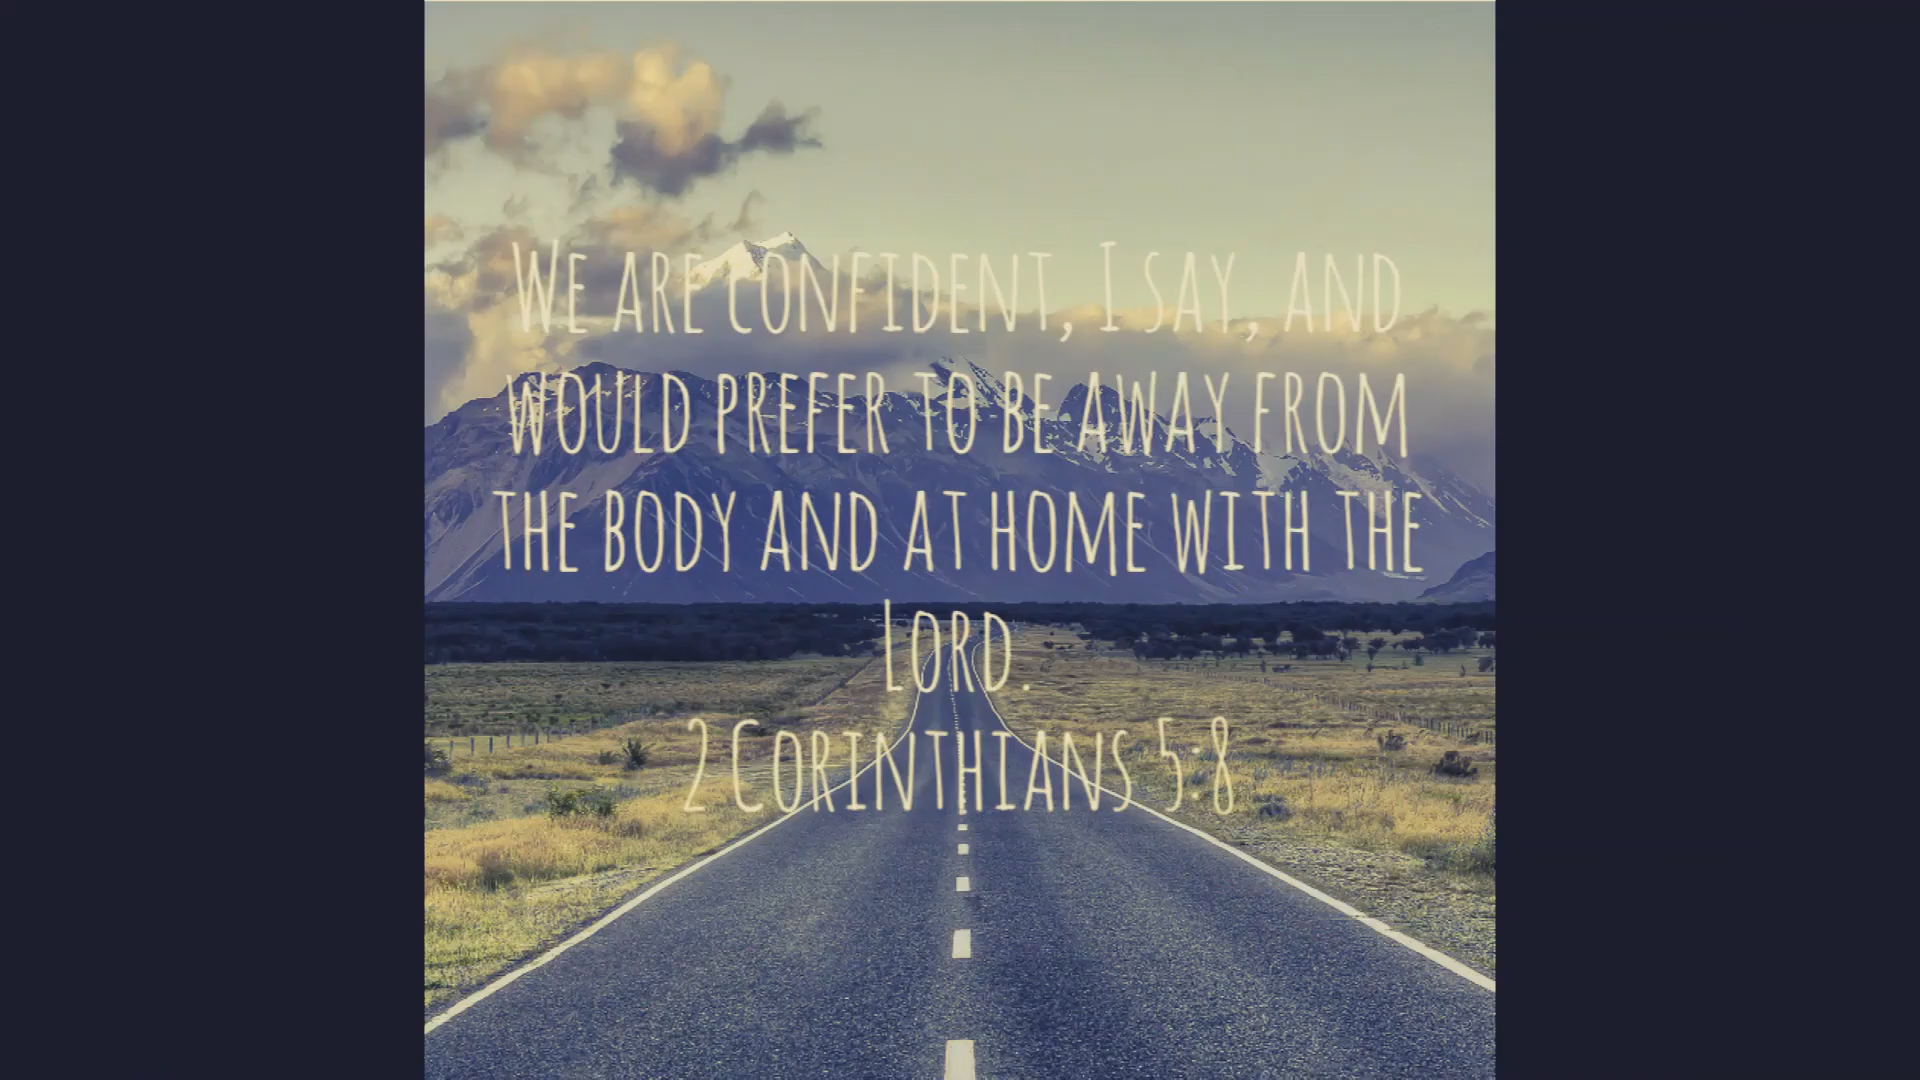 We are confident, I say, and
would prefer to be away from
the body and at home with the
Lord.
2 Corinthians 5:8